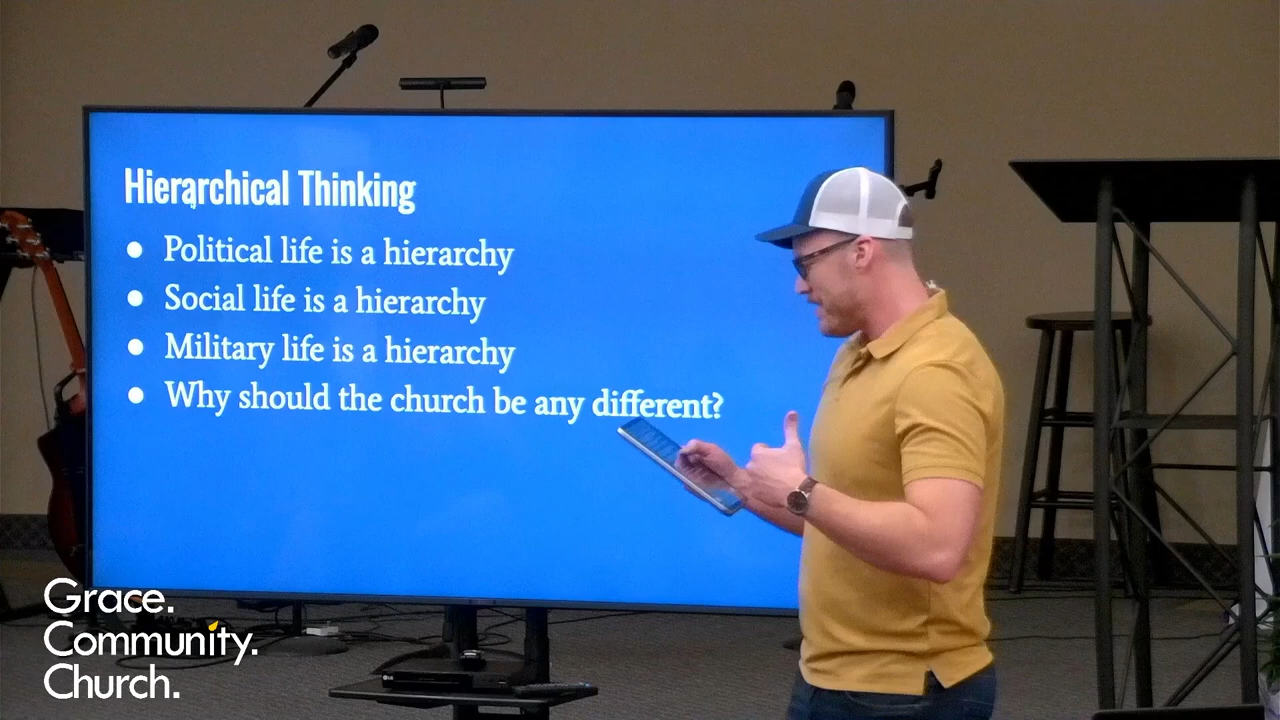 Hierarchical Thinking
• Political life is a hierarchy
• Social life is a hierarchy
• Military life is a hierarchy
• Why should the church be any different?
Grace.
Community.
Church.